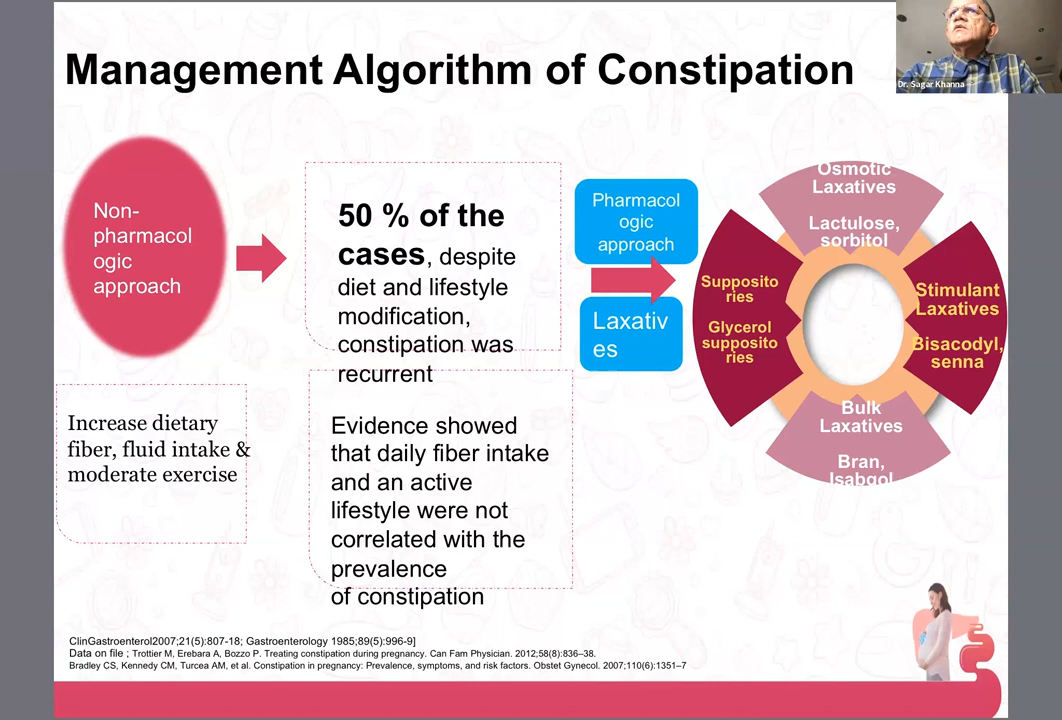 Management Algorithm of Constipation
Dr. Sagar Khanna
Non-
pharmacol
ogic
approach
50 % of the
cases, despite
diet and lifestyle
modification,
constipation was
recurrent
Pharmacol
ogic
approach
Laxativ
es
Osmotic
Laxatives
Lactulose,
sorbitol
Supposito
ries
Glycerol
supposito
ries
Stimulant
Laxatives
Bisacodyl,
senna
Bulk
Laxatives
Bran,
Isabgol
Increase dietary
fiber, fluid intake &
moderate exercise
Evidence showed
that daily fiber intake
and an active
lifestyle were not
correlated with the
prevalence
of constipation
ClinGastroenterol2007;21(5):807-18; Gastroenterology 1985;89(5):996-9]
Data on file ; Trottier M, Erebara A, Bozzo P. Treating constipation during pregnancy. Can Fam Physician. 2012;58(8):836–38.
Bradley CS, Kennedy CM, Turcea AM, et al. Constipation in pregnancy: Prevalence, symptoms, and risk factors. Obstet Gynecol. 2007;110(6):1351–7